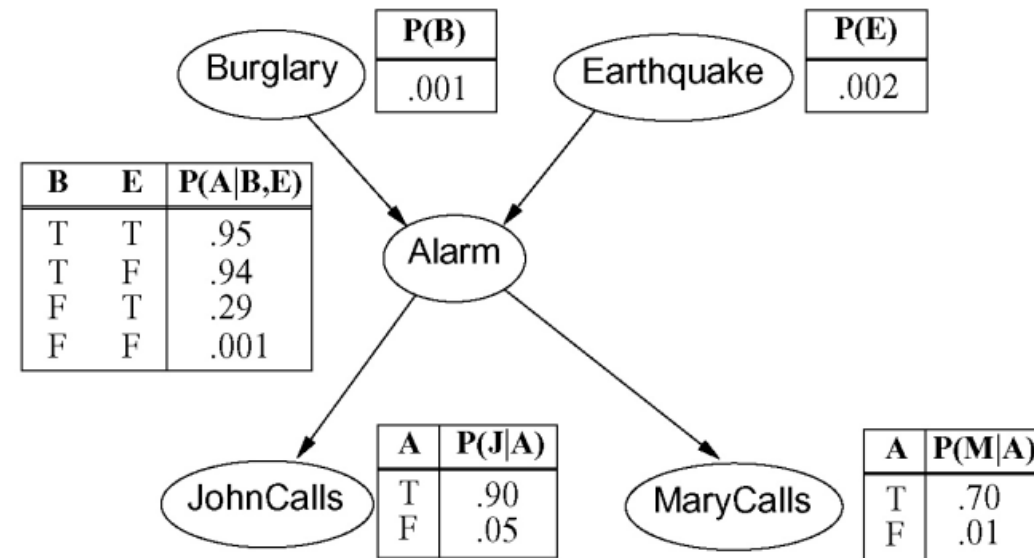 Burglary
P(B)
.001
Earthquake
P(E)
.002
B E P(A|B,E)
T T .95
T F .94
F T .29
F F .001
Alarm
JohnCalls
A P(J|A)
T .90
F .05
MaryCalls
A P(M|A)
T .70
F .01